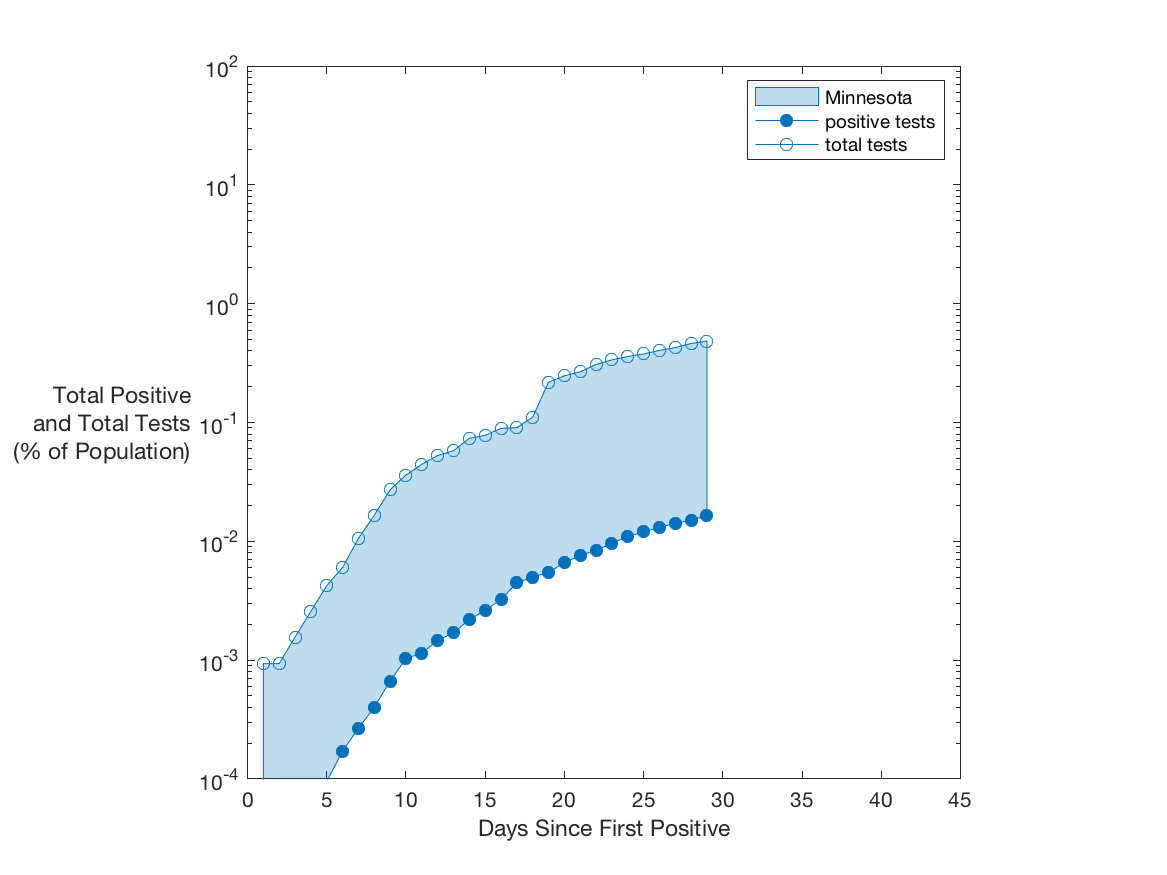 10^2
10^1
10^0
10^-1
10^-2
10^-3
10^-4
Total Positive
and Total Tests
(% of Population)
Minnesota
positive tests
total tests
0 5 10 15 20 25 30 35 40 45
Days Since First Positive